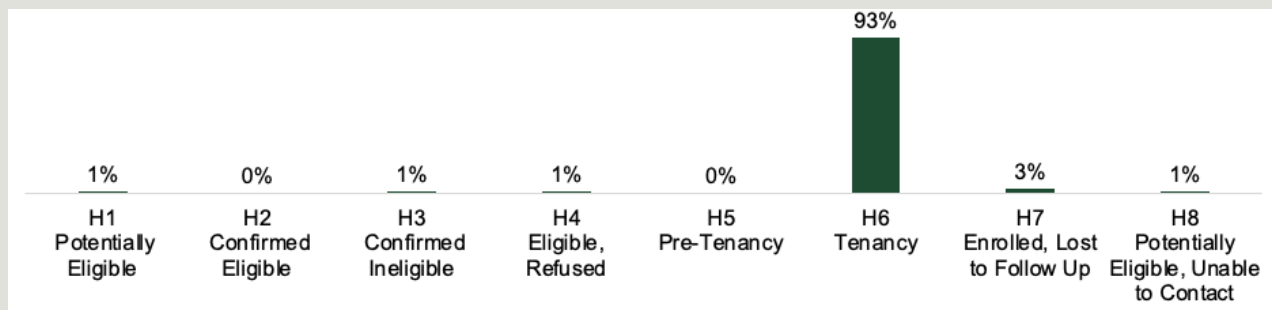 93%
1%
0%
1%
1%
0%
3%
1%
H1
Potentially
Eligible
H2
Confirmed
Eligible
H3
Confirmed
Ineligible
H4
Eligible,
Refused
H5
Pre-Tenancy
H6
Tenancy
H7
Enrolled, Lost
to Follow Up
H8
Potentially
Eligible, Unable
to Contact